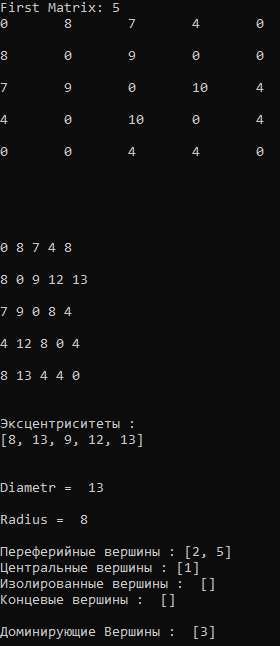 First Matrix: 5
0 8 7 4 0
8 0 9 0 0
7 9 0 10 4
4 0 10 0 4
0 0 4 4 0
0 8 7 4 8
8 0 9 12 13
7 9 0 8 4
4 12 8 0 4
8 13 4 4 0
Эксцентриситеты :
[8, 13, 9, 12, 13]
Diametr = 13
Radius = 8
Переферийные вершины : [2, 5]
Центральные вершины : [1]
Изолированные вершины : []
Концевые вершины : []
Доминирующие Вершины : [3]